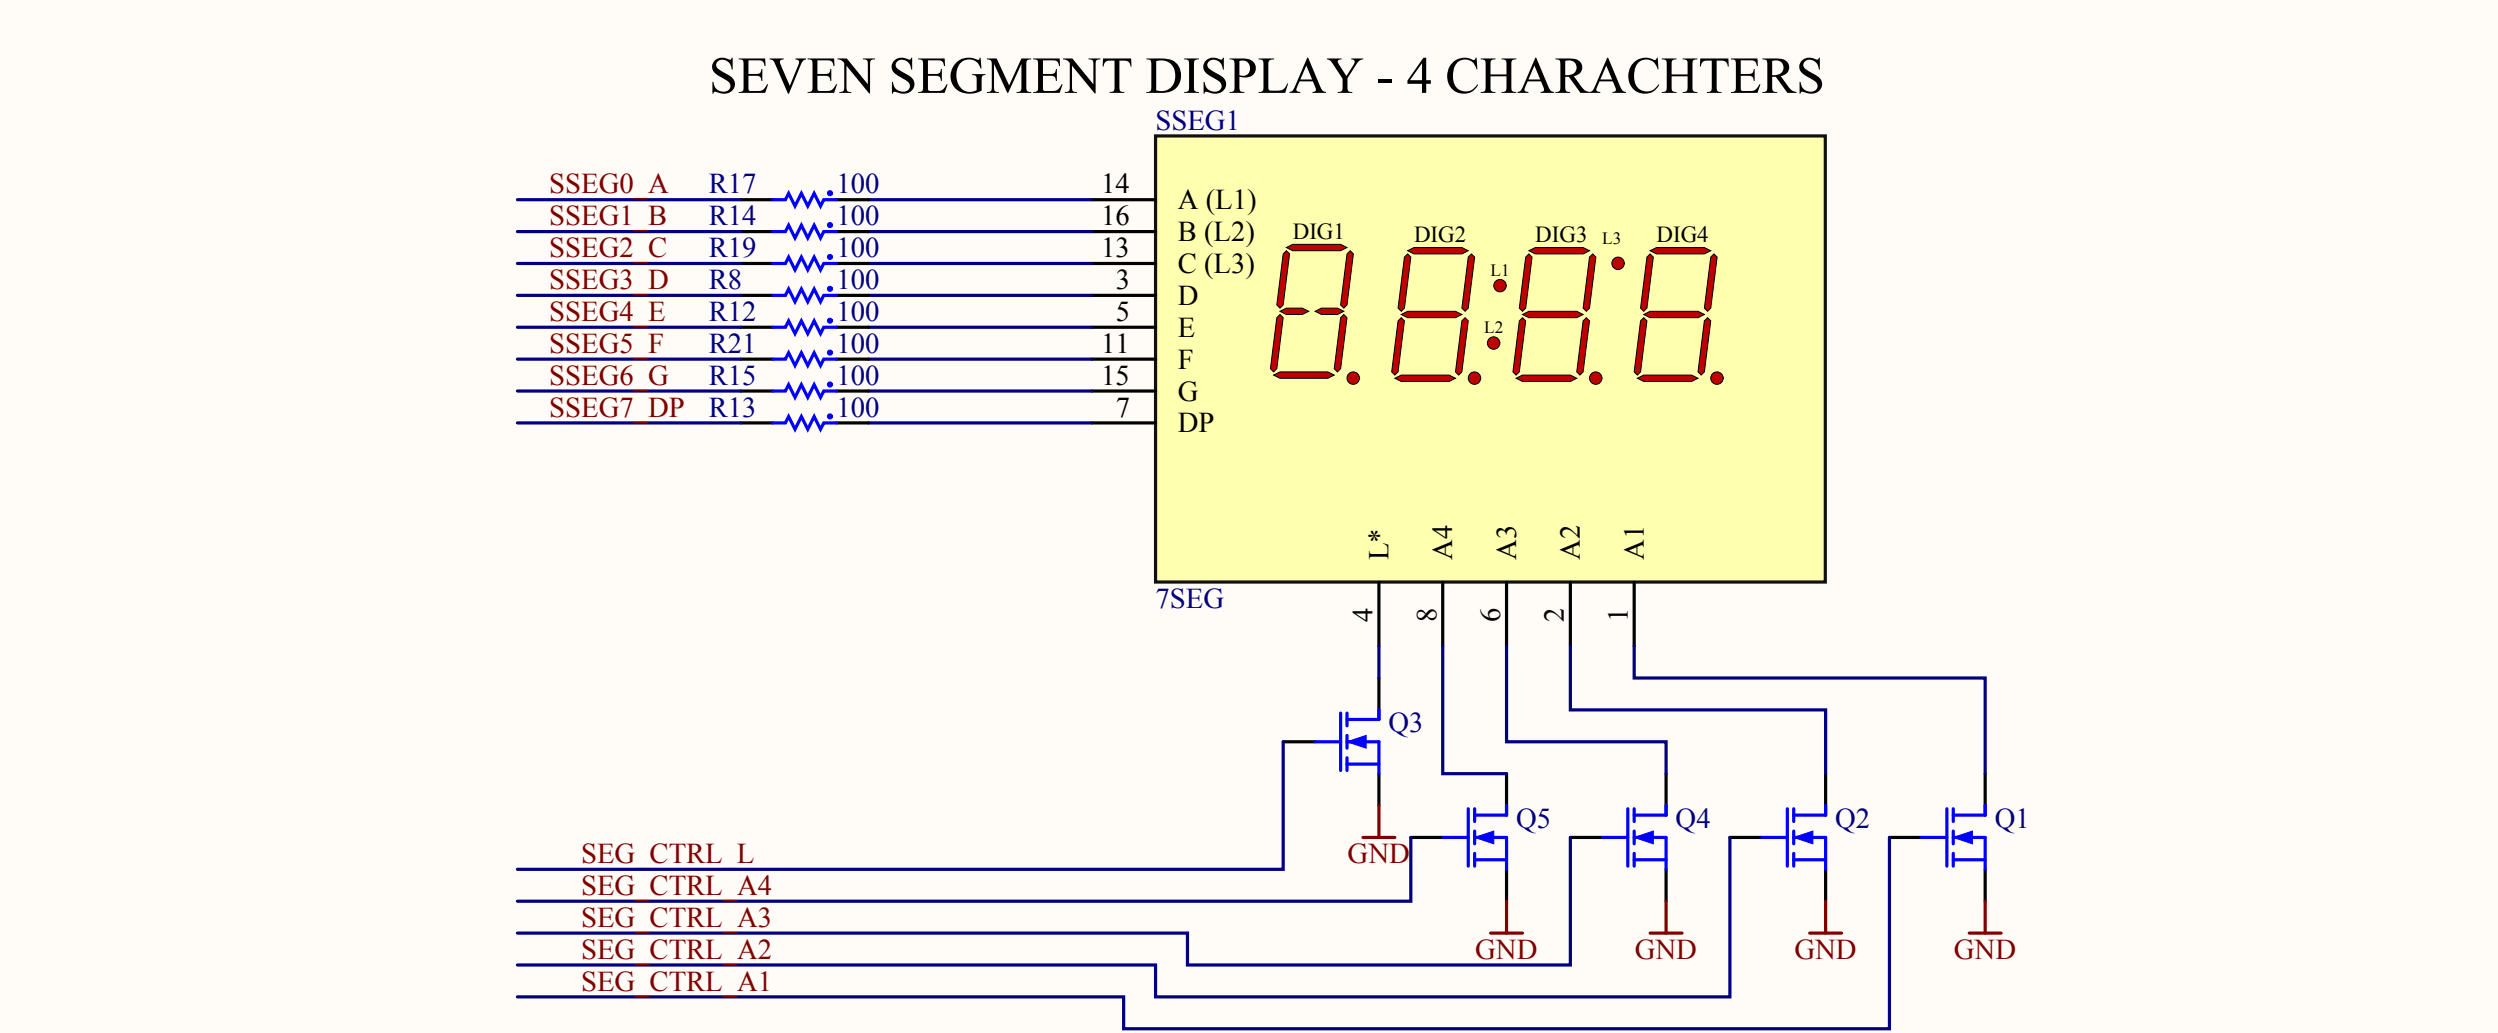 SEVEN SEGMENT DISPLAY - 4 CHARACHTERS
SSEG1
SSEG0_A R17 100 14 A (L1)
SSEG1_B R14 100 16 B (L2)
SSEG2_C R19 100 13 C (L3)
SSEG3_D R8 100 3 D
SSEG4_E R12 100 5 E
SSEG5_F R21 100 11 F
SSEG6_G R15 100 15 G
SSEG7_DP R13 100 7 DP
DIG1 DIG2 DIG3 L3 DIG4
L1
L2
L* A4 A3 A2 A1
7SEG
4 8 6 2 1
Q3
Q5 Q4 Q2 Q1
GND
SEG_CTRL_L
SEG_CTRL_A4
SEG_CTRL_A3
SEG_CTRL_A2
SEG_CTRL_A1
GND GND GND GND